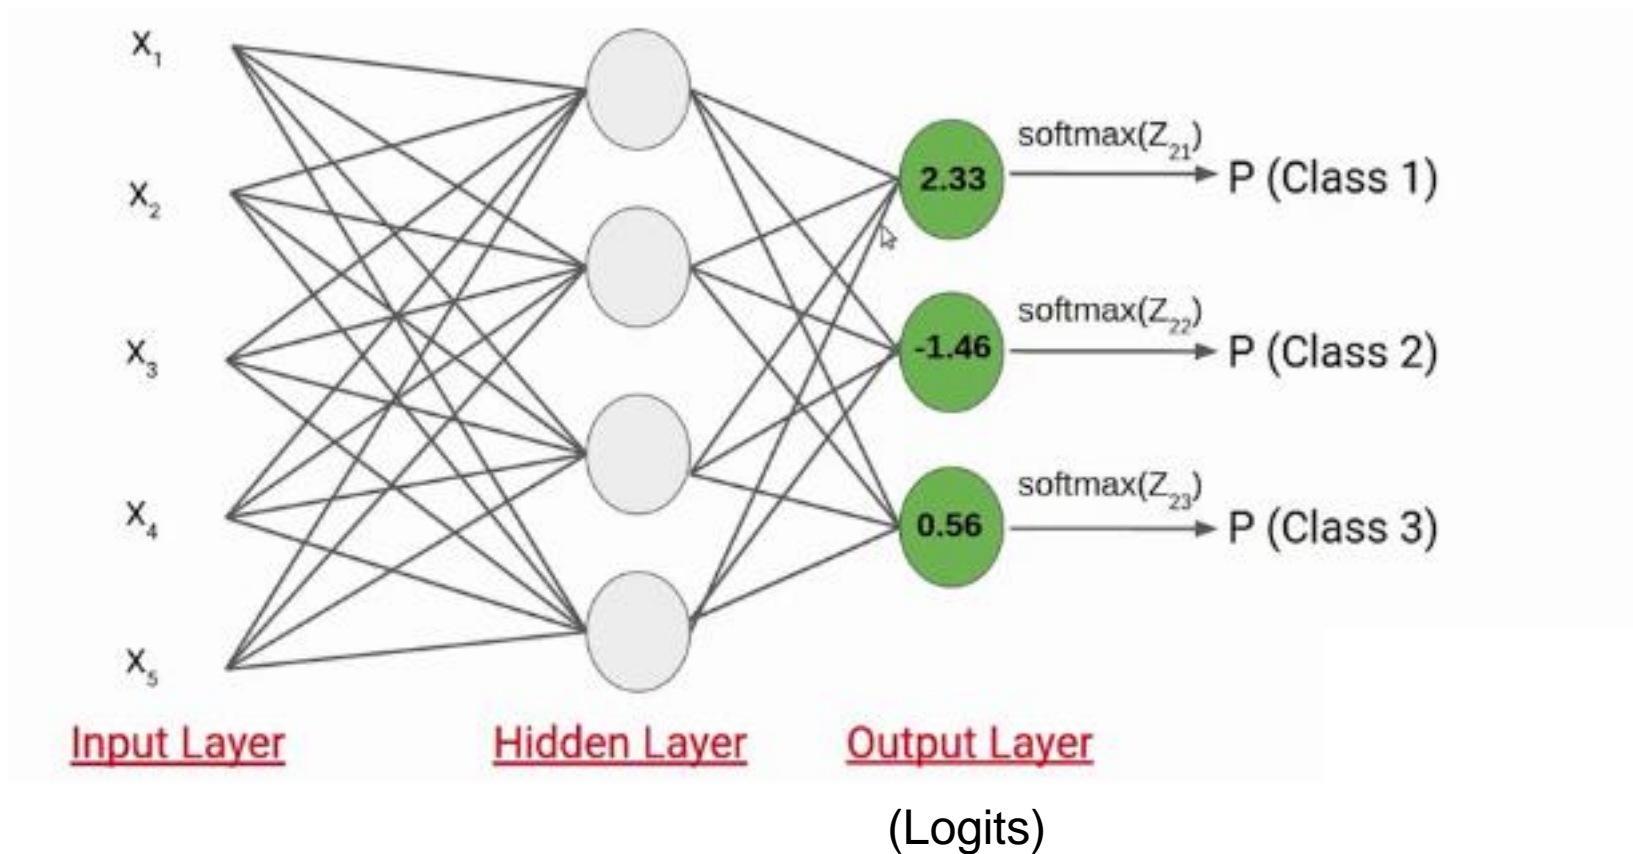 X₁
X₂
X₃
X₄
X₅
2.33
-1.46
0.56
softmax(Z₂₁)
P (Class 1)
softmax(Z₂₂)
P (Class 2)
softmax(Z₂₃)
P (Class 3)
Input Layer
Hidden Layer
Output Layer
(Logits)